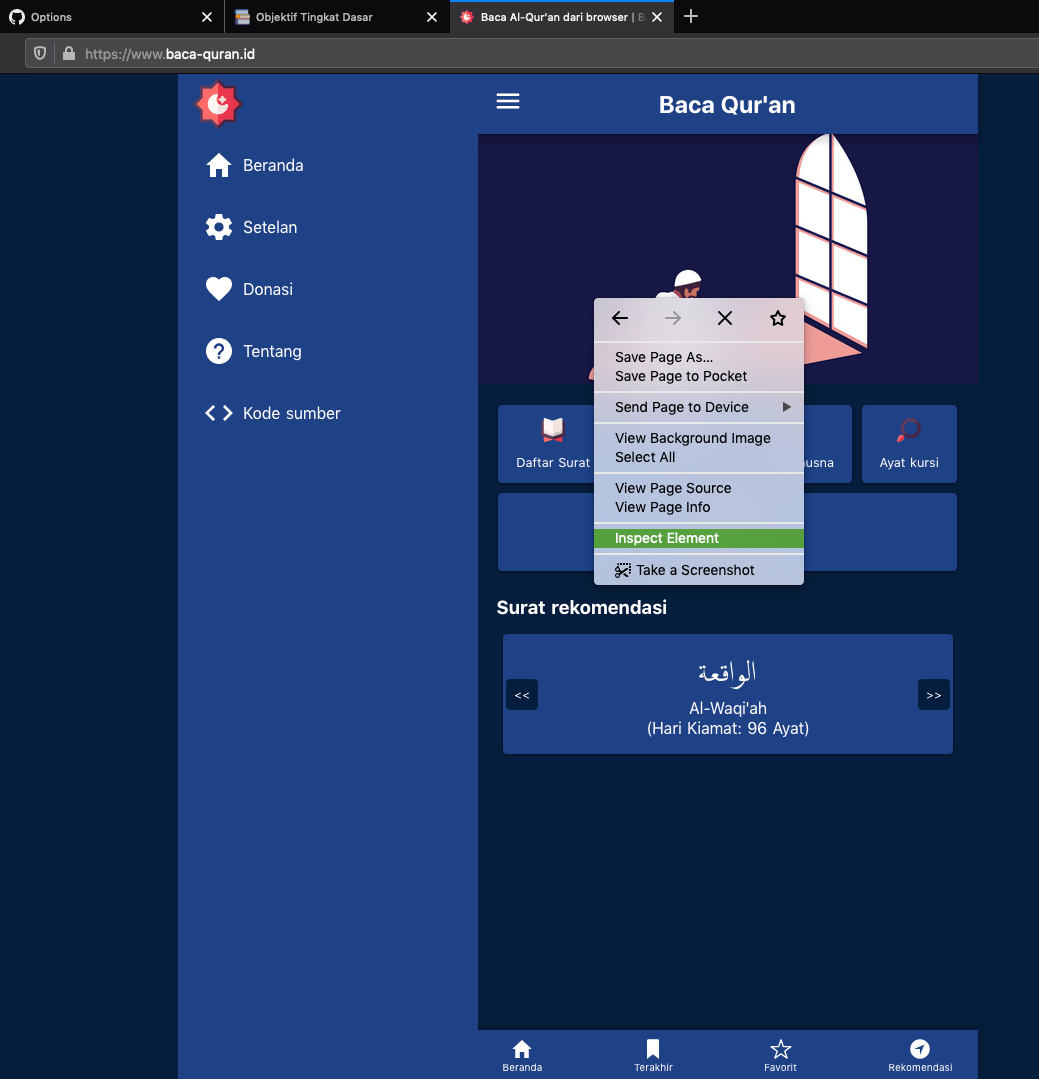 Options
Objektif Tingkat Dasar
Baca Al-Qur'an dari browser | B
https://www.baca-quran.id
Beranda
Setelan
Donasi
Tentang
Kode sumber
Baca Qur'an
Save Page As...
Save Page to Pocket
Send Page to Device
View Background Image
Select All
View Page Source
View Page Info
Inspect Element
Take a Screenshot
Daftar Surat
Ayat kursi
Surat rekomendasi
<<
الواقعة
Al-Waqi'ah
(Hari Kiamat: 96 Ayat)
>>
Beranda
Terakhir
Favorit
Rekomendasi